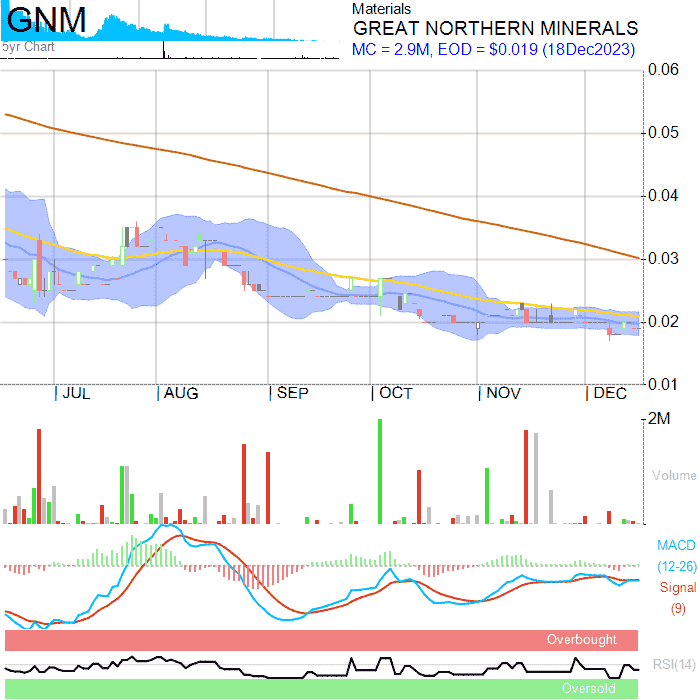 GNM
5yr Chart
Materials
GREAT NORTHERN MINERALS
MC = 2.9M, EOD = $0.019 (18Dec2023)
0.06
0.05
0.04
0.03
0.02
0.01
JUL AUG SEP OCT NOV DEC
2M
Volume
MACD
(12-26)
Signal
(9)
Overbought
RSI(14)
Oversold